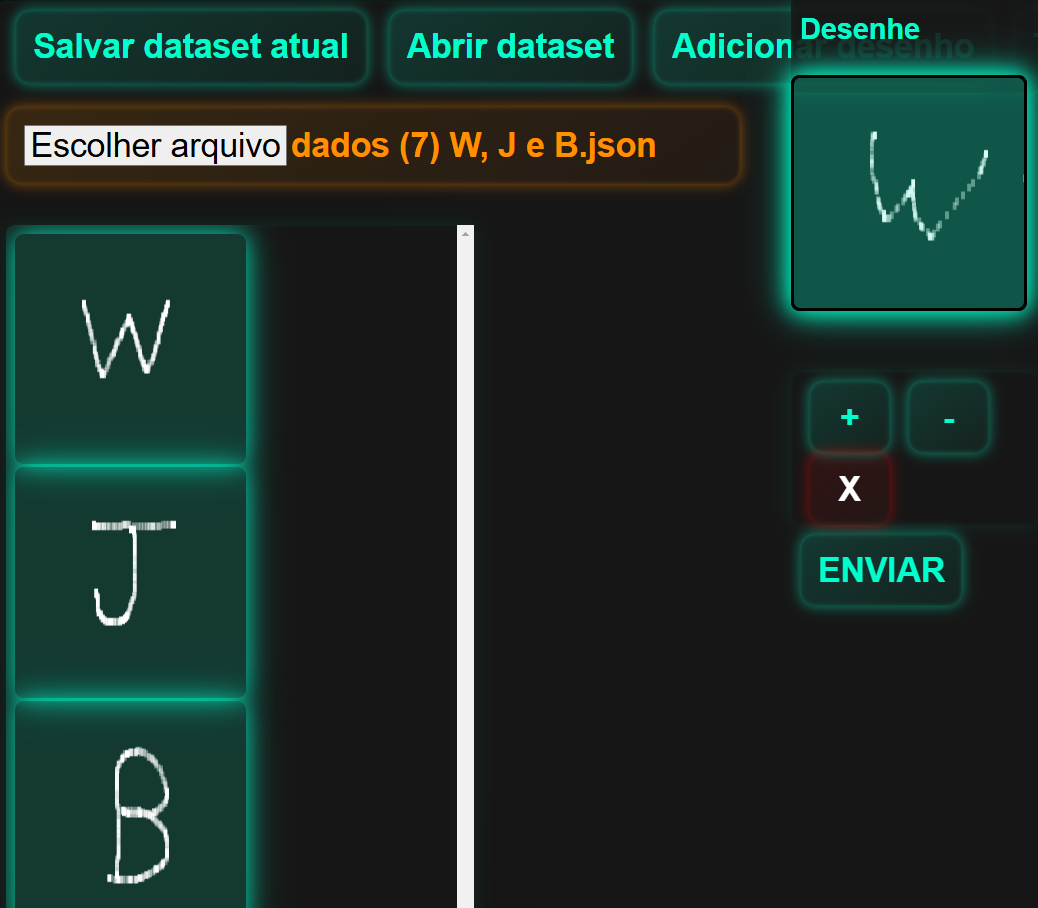 Salvar dataset atual
Abrir dataset
Adicionar desenho
Desenhe
Escolher arquivo dados (7) W, J e B.json
W
W
J
B
+
-
X
ENVIAR